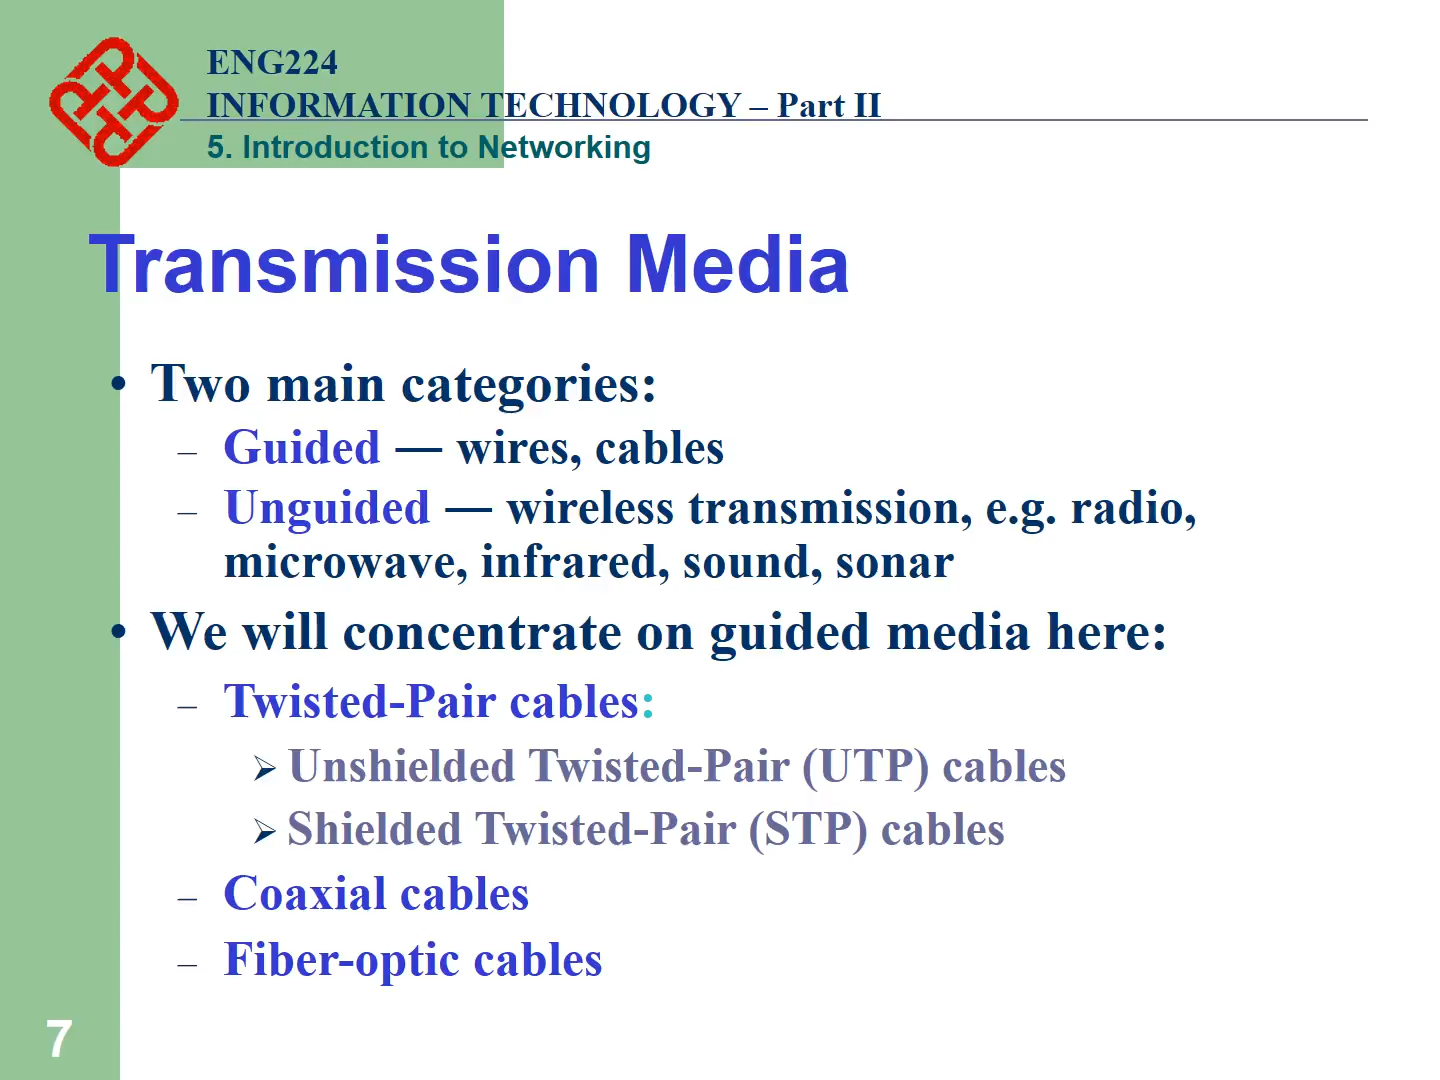 ENG224
INFORMATION TECHNOLOGY – Part II
5. Introduction to Networking
Transmission Media
• Two main categories:
– Guided — wires, cables
– Unguided — wireless transmission, e.g. radio,
microwave, infrared, sound, sonar
• We will concentrate on guided media here:
– Twisted-Pair cables:
➢ Unshielded Twisted-Pair (UTP) cables
➢ Shielded Twisted-Pair (STP) cables
– Coaxial cables
– Fiber-optic cables
7